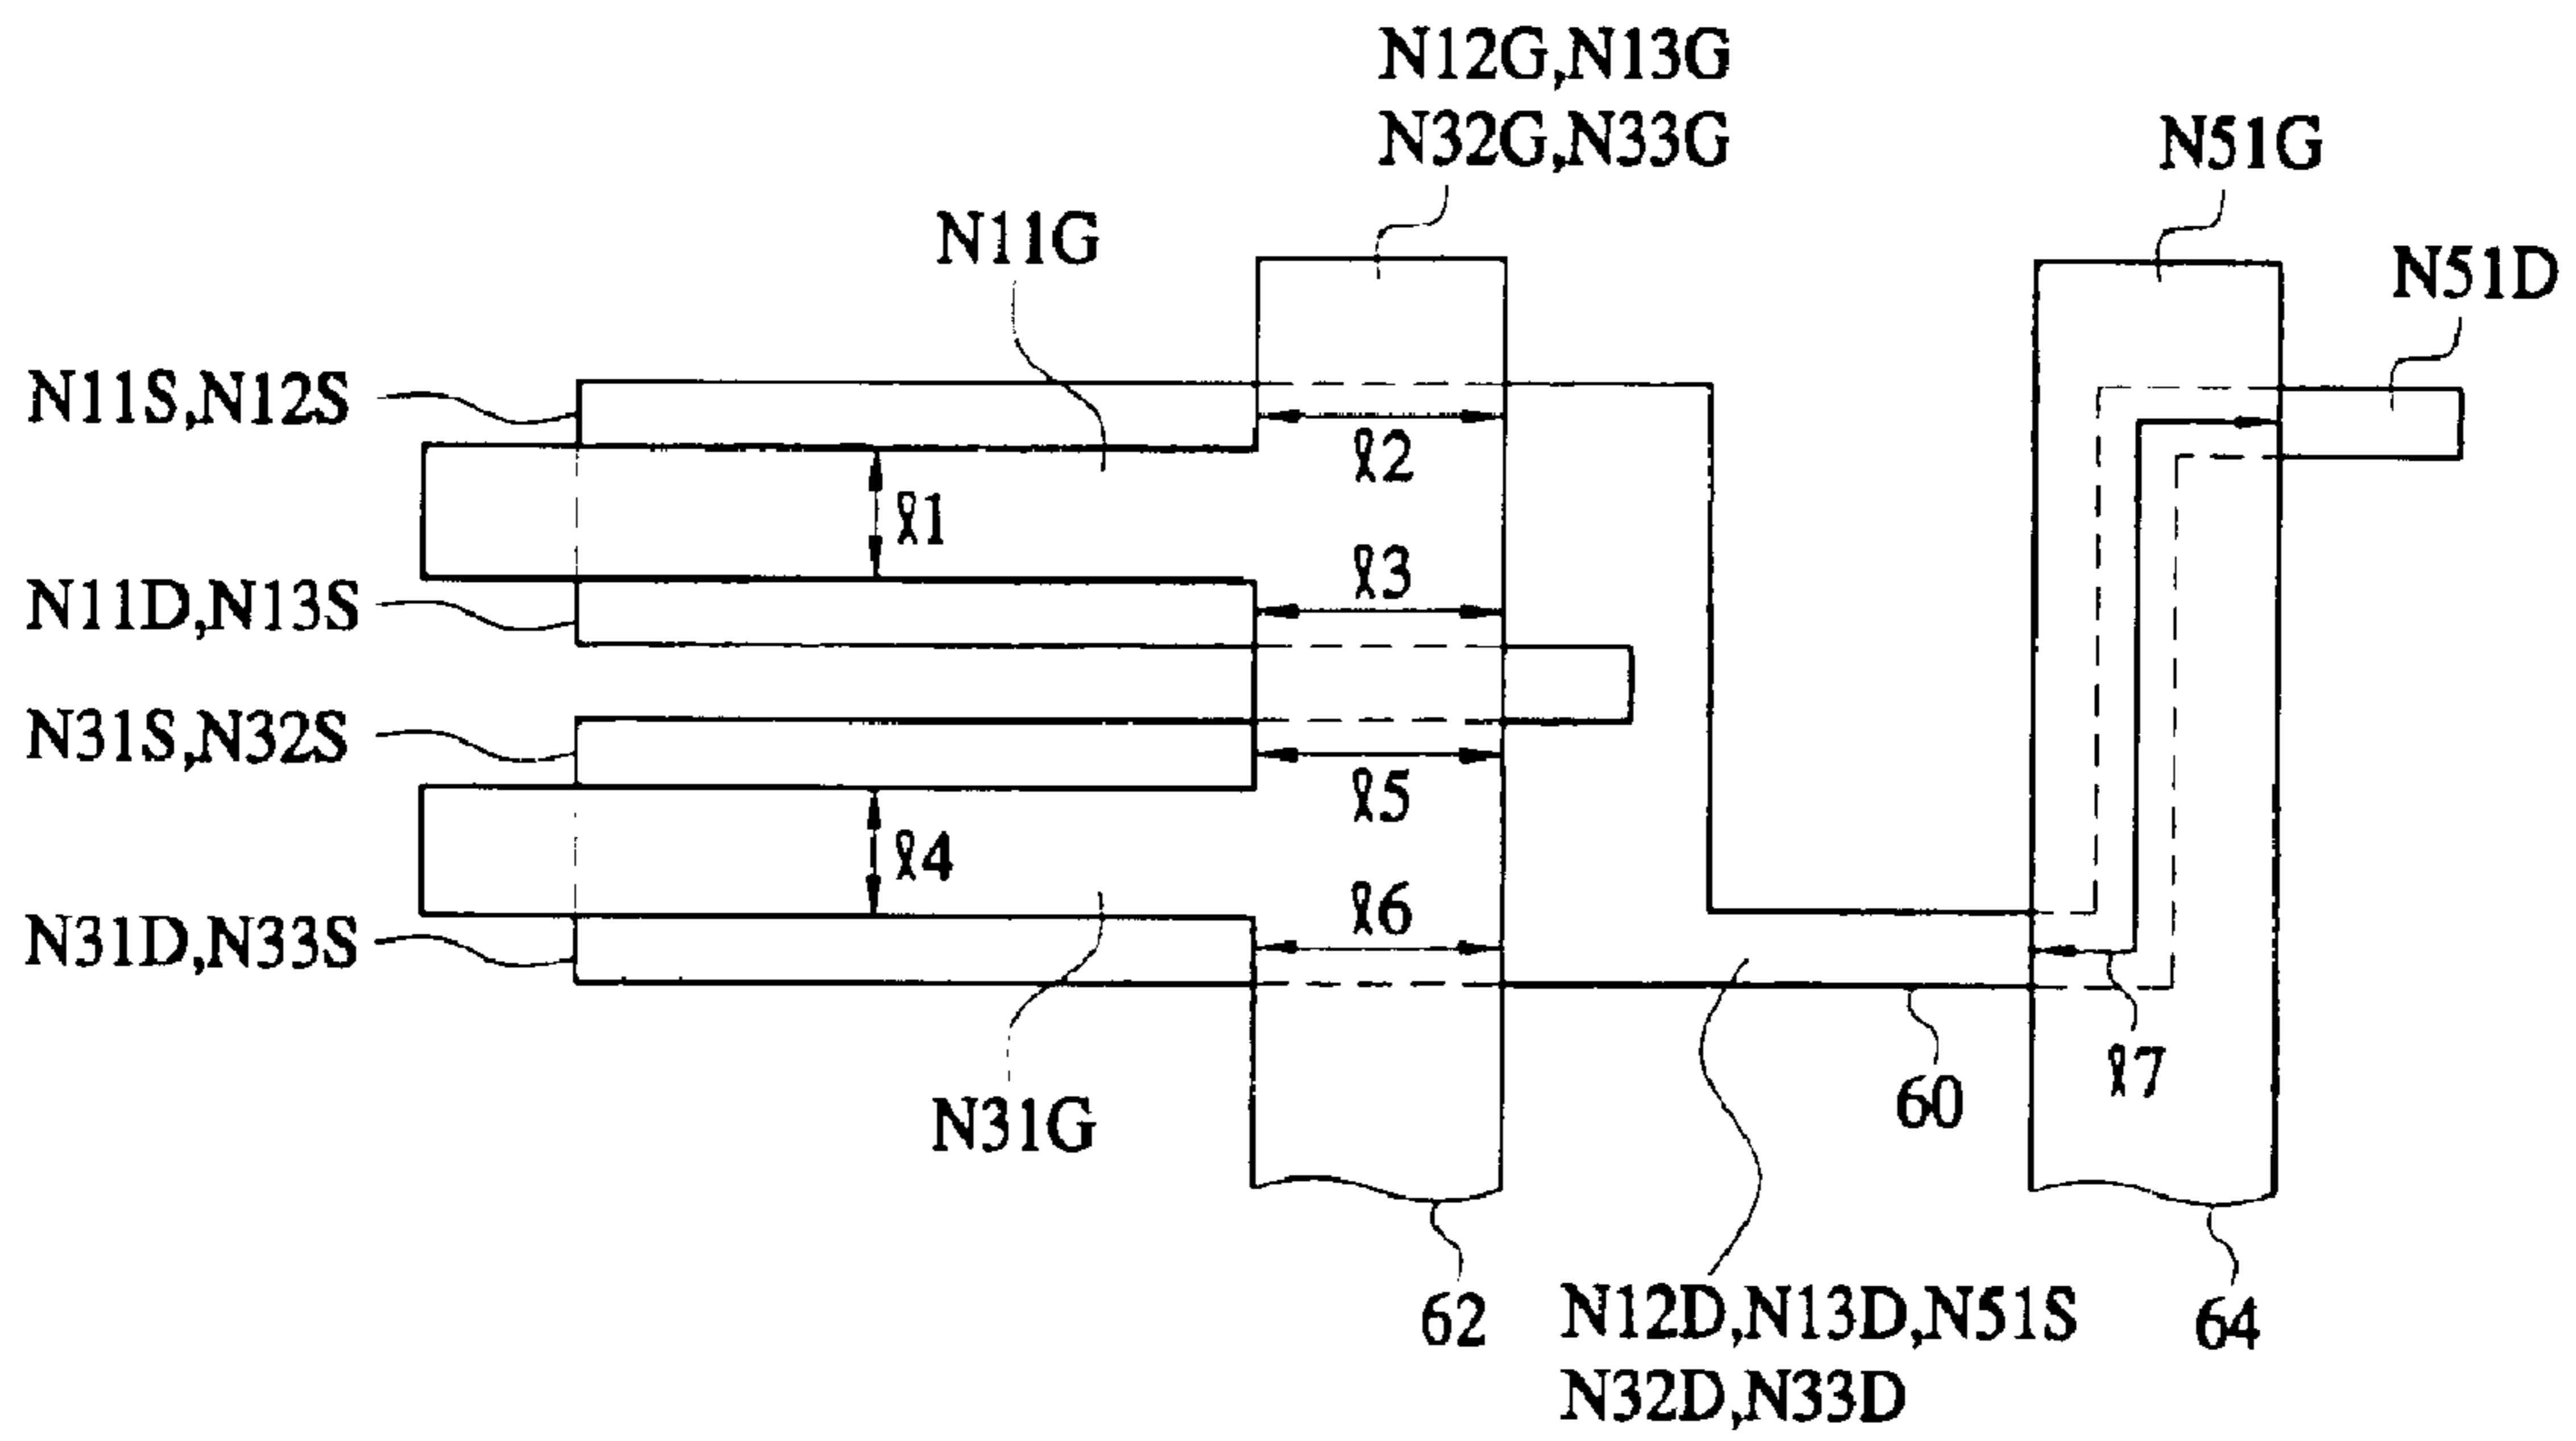 N12G,N13G
N32G,N33G
N51G
N11G
N51D
N11S,N12S
ℓ2
ℓ1
ℓ3
N11D,N13S
N31S,N32S
ℓ5
ℓ4
ℓ6
N31D,N33S
ℓ7
60
N31G
62
N12D,N13D,N51S
N32D,N33D
64